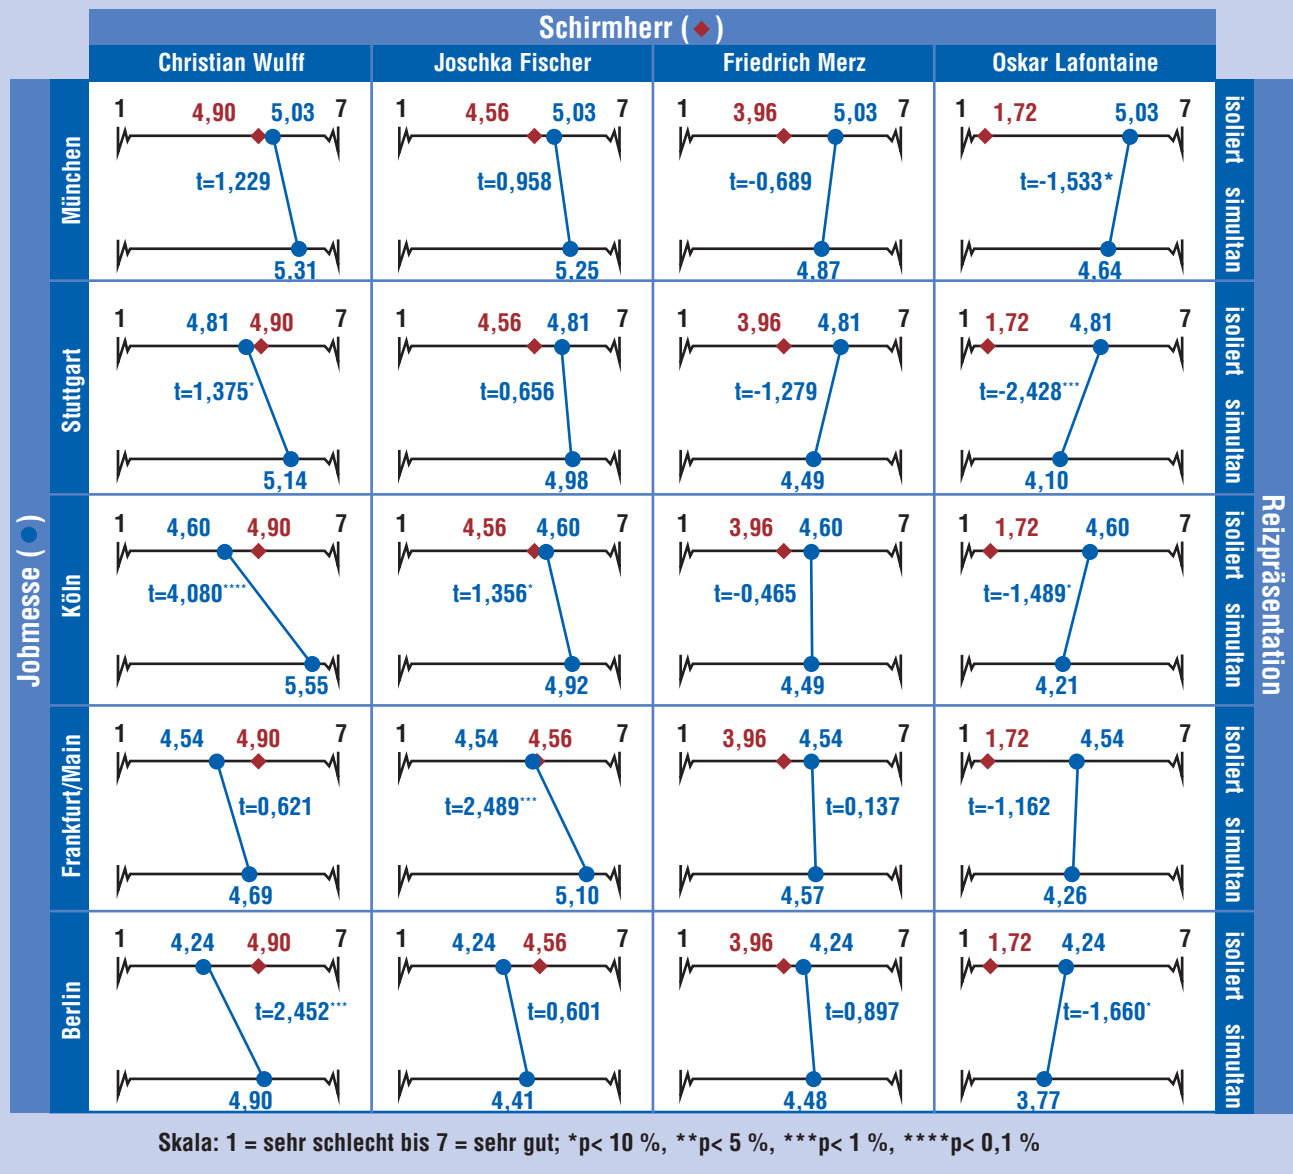 Schirmherr (◆)
Christian Wulff Joschka Fischer Friedrich Merz Oskar Lafontaine
Jobmesse (●)
Reizpräsentation
München
1 4,90 5,03 7 1 4,56 5,03 7 1 3,96 5,03 7 1 1,72 5,03 7 isoliert
t=1,229 t=0,958 t=-0,689 t=-1,533*
5,31 5,25 4,87 4,64 simultan
Stuttgart
1 4,81 4,90 7 1 4,56 4,81 7 1 3,96 4,81 7 1 1,72 4,81 7 isoliert
t=1,375* t=0,656 t=-1,279 t=-2,428***
5,14 4,98 4,49 4,10 simultan
Köln
1 4,60 4,90 7 1 4,56 4,60 7 1 3,96 4,60 7 1 1,72 4,60 7 isoliert
t=4,080**** t=1,356* t=-0,465 t=-1,489*
5,55 4,92 4,49 4,21 simultan
Frankfurt/Main
1 4,54 4,90 7 1 4,54 4,56 7 1 3,96 4,54 7 1 1,72 4,54 7 isoliert
t=0,621 t=2,489*** t=0,137 t=-1,162
4,69 5,10 4,57 4,26 simultan
Berlin
1 4,24 4,90 7 1 4,24 4,56 7 1 3,96 4,24 7 1 1,72 4,24 7 isoliert
t=2,452*** t=0,601 t=0,897 t=-1,660*
4,90 4,41 4,48 3,77 simultan
Skala: 1 = sehr schlecht bis 7 = sehr gut; *p< 10 %, **p< 5 %, ***p< 1 %, ****p< 0,1 %